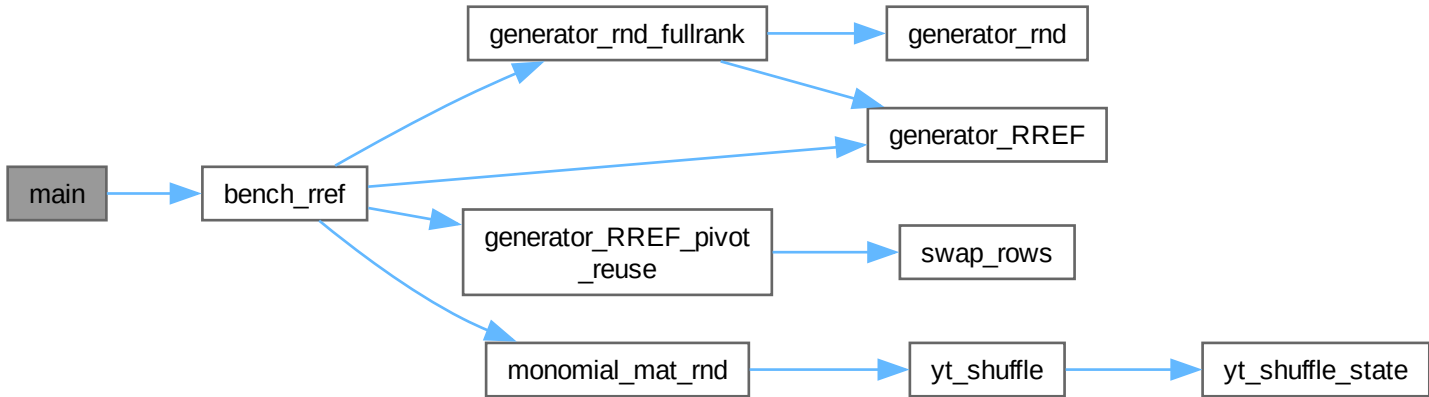 main
bench_rref
generator_rnd_fullrank
generator_rnd
generator_RREF
generator_RREF_pivot
_reuse
swap_rows
monomial_mat_rnd
yt_shuffle
yt_shuffle_state